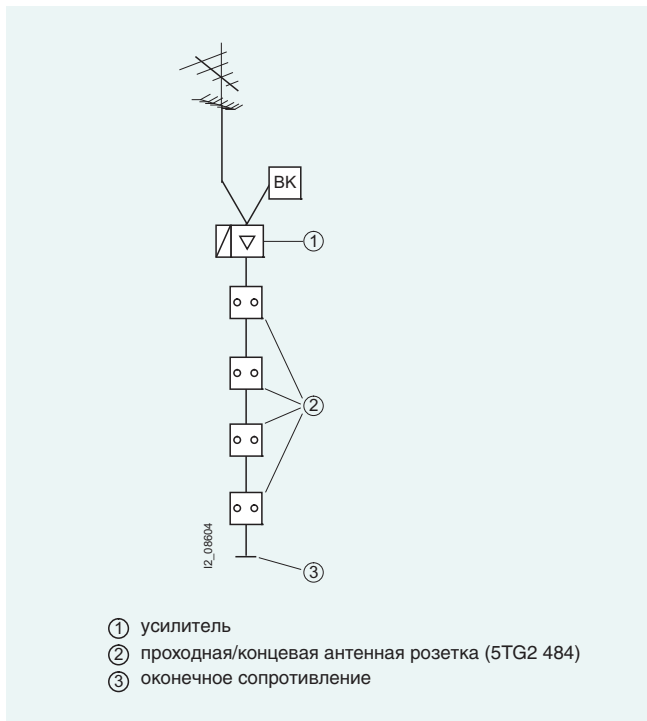 BK
①
②
I2_08604
③
① усилитель
② проходная/концевая антенная розетка (5TG2 484)
③ оконечное сопротивление